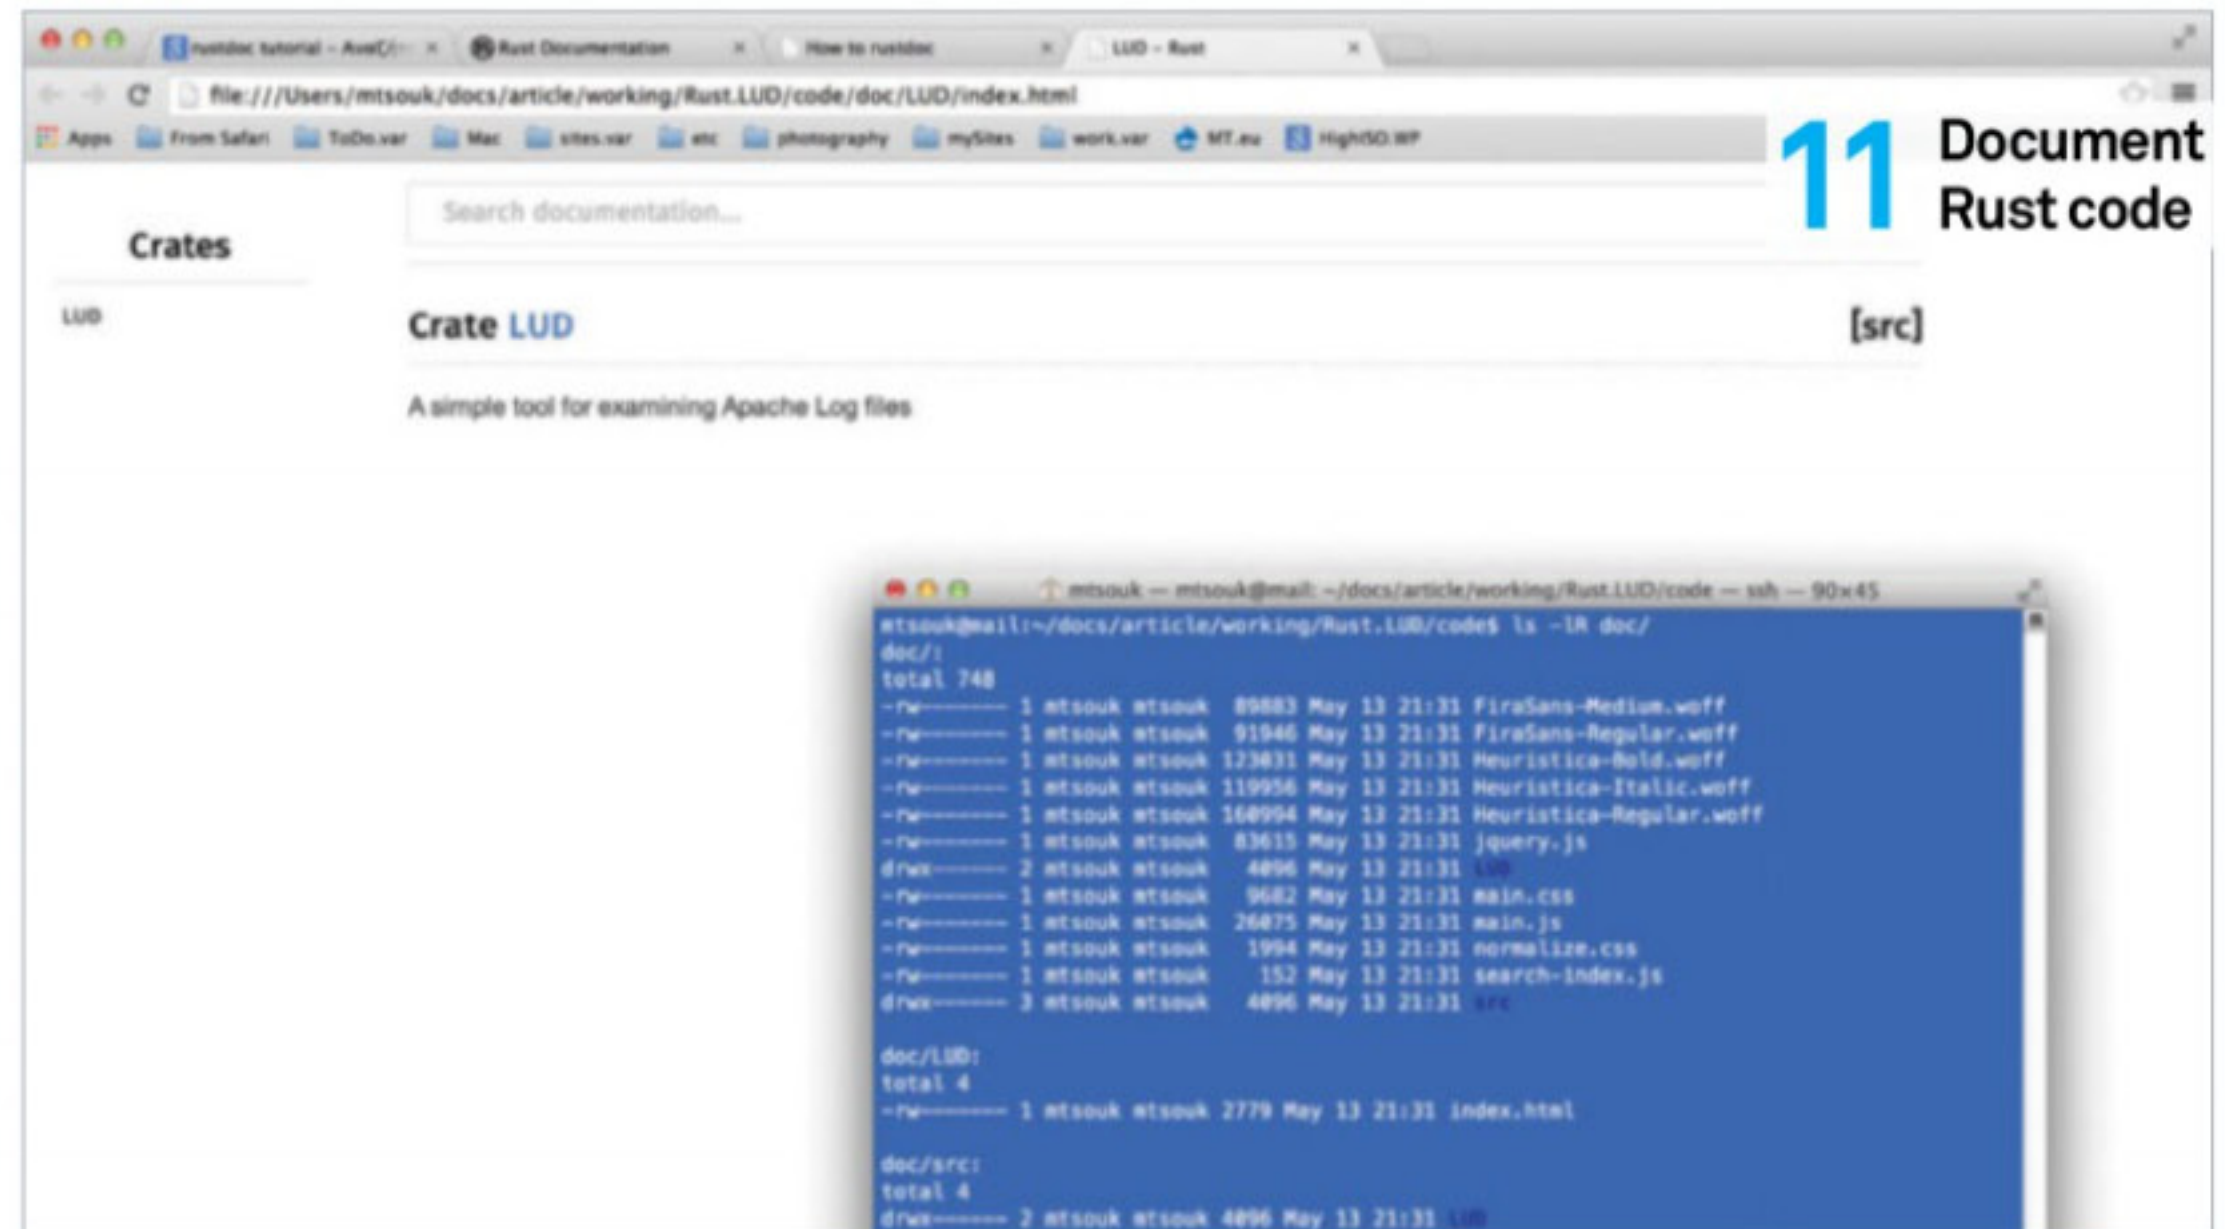 rustdoc tutorial – × Rust Documentation × How to rustdoc × LUD – Rust ×
file:///Users/mtsouk/docs/article/working/Rust.LUD/code/doc/LUD/index.html
Apps From Safari ToDo.var Mac sites.var etc photography mySites work.var MT.eu HighISO.WP
11 Document
Rust code
Search documentation...
Crates
LUD
Crate LUD [src]
A simple tool for examining Apache Log files
mtsouk — mtsouk@mail: ~/docs/article/working/Rust.LUD/code — ssh — 90×45
mtsouk@mail:~/docs/article/working/Rust.LUD/code$ ls -lR doc/
doc/:
total 748
-rw------- 1 mtsouk mtsouk 89883 May 13 21:31 FiraSans-Medium.woff
-rw------- 1 mtsouk mtsouk 91946 May 13 21:31 FiraSans-Regular.woff
-rw------- 1 mtsouk mtsouk 123031 May 13 21:31 Heuristica-Bold.woff
-rw------- 1 mtsouk mtsouk 119956 May 13 21:31 Heuristica-Italic.woff
-rw------- 1 mtsouk mtsouk 160994 May 13 21:31 Heuristica-Regular.woff
-rw------- 1 mtsouk mtsouk 83615 May 13 21:31 jquery.js
drwx------ 2 mtsouk mtsouk 4096 May 13 21:31 LUD
-rw------- 1 mtsouk mtsouk 9682 May 13 21:31 main.css
-rw------- 1 mtsouk mtsouk 26075 May 13 21:31 main.js
-rw------- 1 mtsouk mtsouk 1994 May 13 21:31 normalize.css
-rw------- 1 mtsouk mtsouk 152 May 13 21:31 search-index.js
drwx------ 3 mtsouk mtsouk 4096 May 13 21:31 src
doc/LUD:
total 4
-rw------- 1 mtsouk mtsouk 2779 May 13 21:31 index.html
doc/src:
total 4
drwx------ 2 mtsouk mtsouk 4096 May 13 21:31 LUD